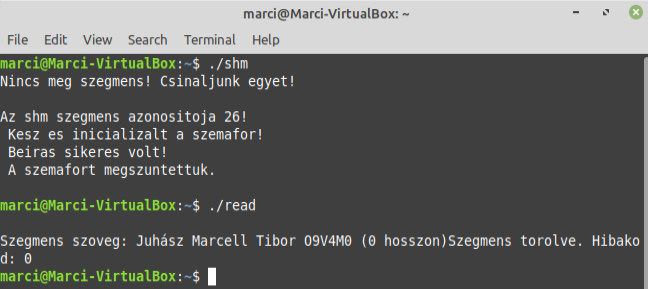 marci@Marci-VirtualBox: ~
File Edit View Search Terminal Help
marci@Marci-VirtualBox:~$ ./shm
Nincs meg szegmens! Csinaljunk egyet!
Az shm szegmens azonositoja 26!
Kesz es inicializalt a szemafor!
Beiras sikeres volt!
A szemafort megszuntettuk.
marci@Marci-VirtualBox:~$ ./read
Szegmens szoveg: Juhász Marcell Tibor O9V4M0 (0 hosszon)Szegmens torolve. Hibako
d: 0
marci@Marci-VirtualBox:~$